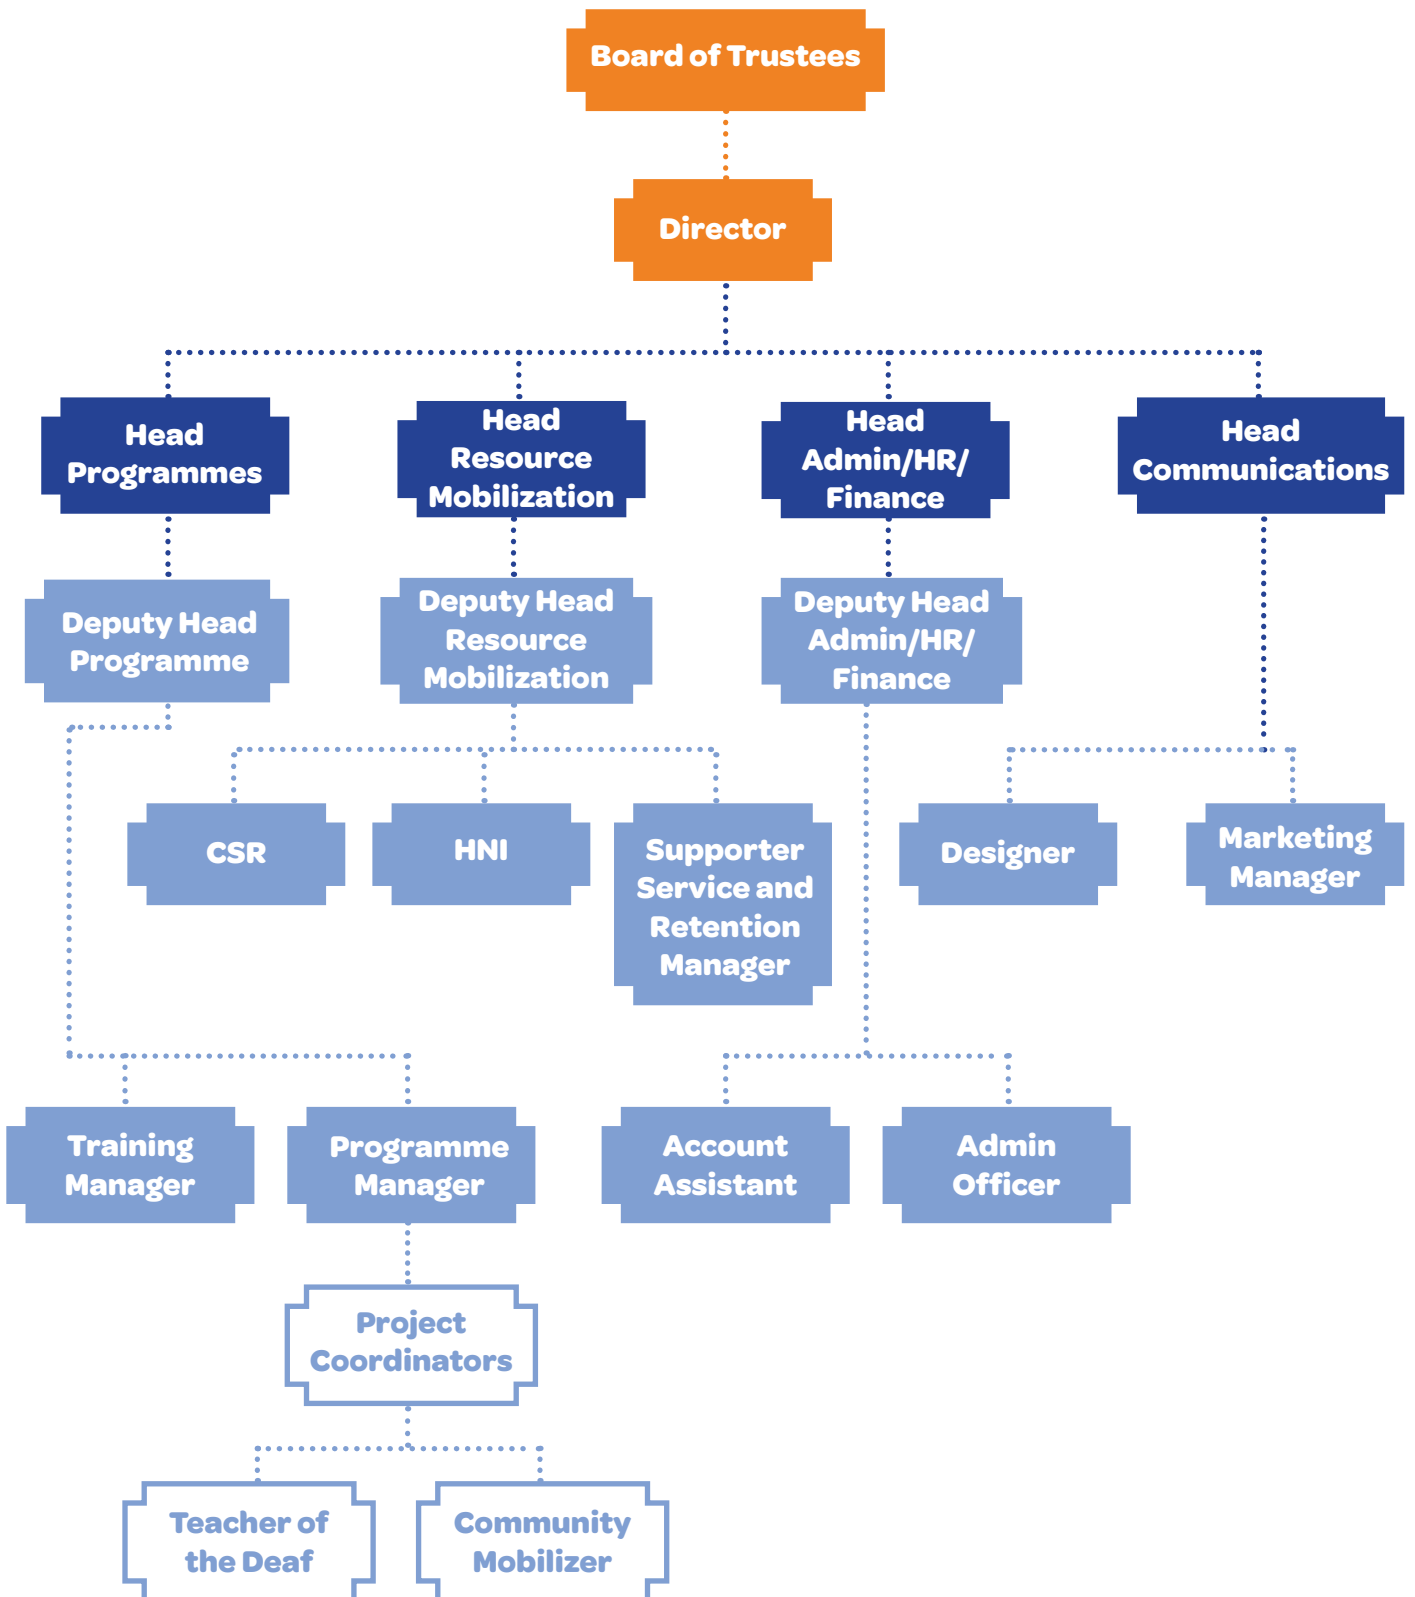 Board of Trustees
Director
Head
Programmes
Head
Resource
Mobilization
Head
Admin/HR/
Finance
Head
Communications
Deputy Head
Programme
Deputy Head
Resource
Mobilization
Deputy Head
Admin/HR/
Finance
CSR
HNI
Supporter
Service and
Retention
Manager
Designer
Marketing
Manager
Training
Manager
Programme
Manager
Account
Assistant
Admin
Officer
Project
Coordinators
Teacher of
the Deaf
Community
Mobilizer